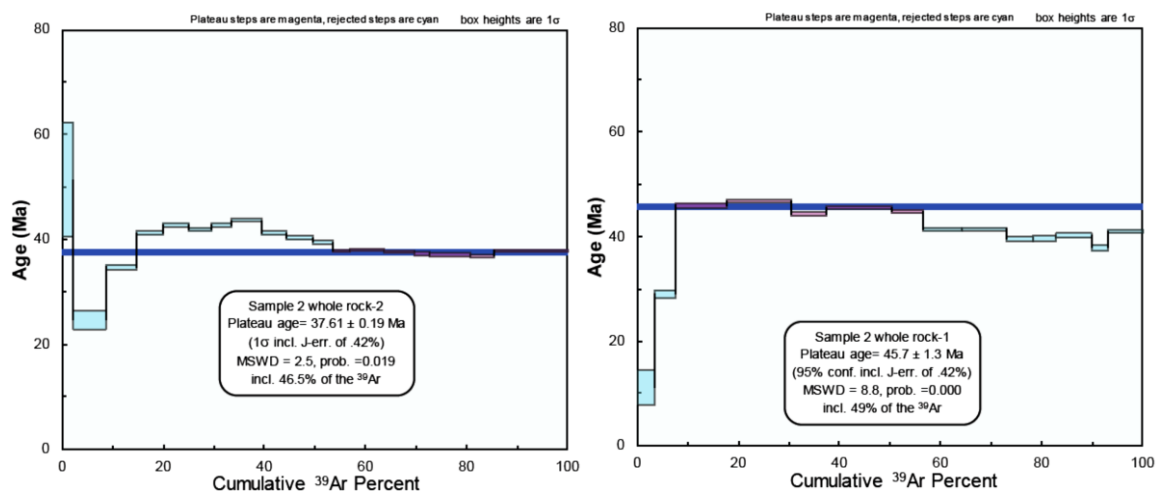 Plateau steps are magenta, rejected steps are cyan box heights are 1σ
80
60
40
20
0
Age (Ma)
Sample 2 whole rock-2
Plateau age= 37.61 ± 0.19 Ma
(1σ incl. J-err. of .42%)
MSWD = 2.5, prob. =0.019
incl. 46.5% of the ³⁹Ar
0 20 40 60 80 100
Cumulative ³⁹Ar Percent
Plateau steps are magenta, rejected steps are cyan box heights are 1σ
80
60
40
20
0
Age (Ma)
Sample 2 whole rock-1
Plateau age= 45.7 ± 1.3 Ma
(95% conf. incl. J-err. of .42%)
MSWD = 8.8, prob. =0.000
incl. 49% of the ³⁹Ar
0 20 40 60 80 100
Cumulative ³⁹Ar Percent